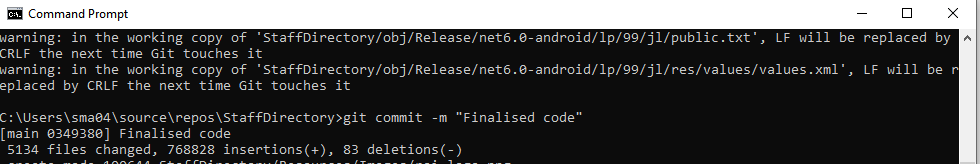 Command Prompt
warning: in the working copy of 'StaffDirectory/obj/Release/net6.0-android/lp/99/jl/public.txt', LF will be replaced by
CRLF the next time Git touches it
warning: in the working copy of 'StaffDirectory/obj/Release/net6.0-android/lp/99/jl/res/values/values.xml', LF will be r
eplaced by CRLF the next time Git touches it
C:\Users\sma04\source\repos\StaffDirectory>git commit -m "Finalised code"
[main 0349380] Finalised code
5134 files changed, 768828 insertions(+), 83 deletions(-)